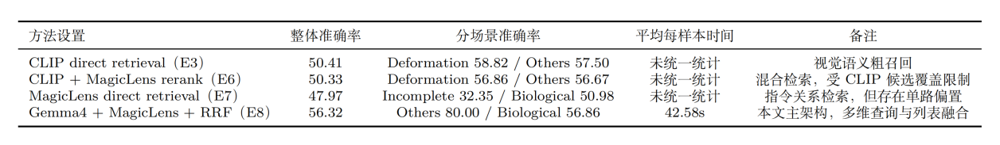 方法设置 整体准确率 分场景准确率 平均每样本时间 备注
CLIP direct retrieval（E3） 50.41 Deformation 58.82 / Others 57.50 未统一统计 视觉语义粗召回
CLIP + MagicLens rerank（E6） 50.33 Deformation 56.86 / Others 56.67 未统一统计 混合检索，受 CLIP 候选覆盖限制
MagicLens direct retrieval（E7） 47.97 Incomplete 32.35 / Biological 50.98 未统一统计 指令关系检索，但存在单路偏置
Gemma4 + MagicLens + RRF（E8） 56.32 Others 80.00 / Biological 56.86 42.58s 本文主架构，多维查询与列表融合